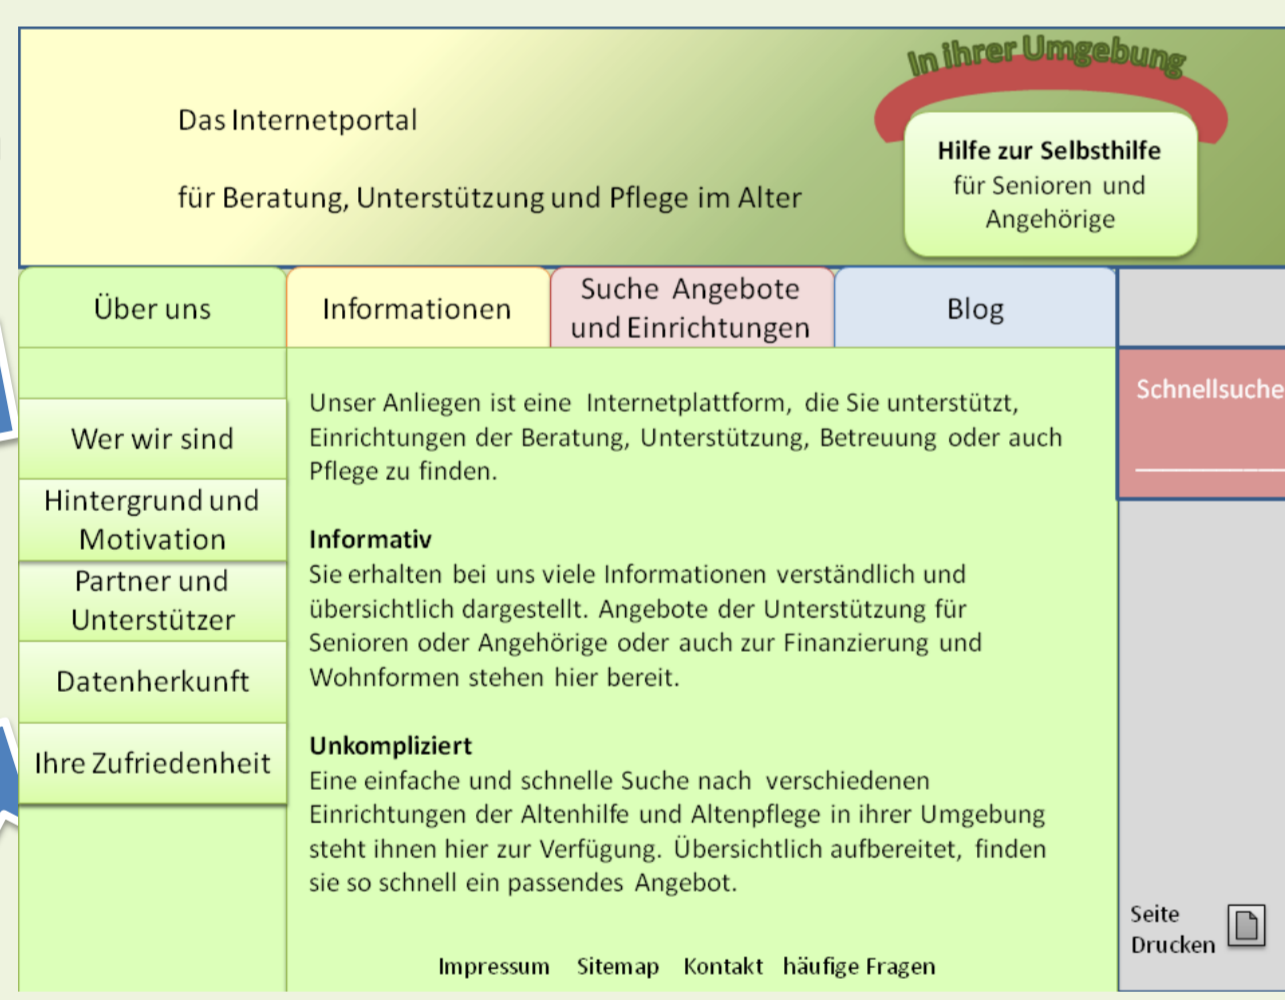 In ihrer Umgebung
Das Internetportal
für Beratung, Unterstützung und Pflege im Alter
Hilfe zur Selbsthilfe
für Senioren und
Angehörige
Über uns
Informationen
Suche Angebote
und Einrichtungen
Blog
Wer wir sind
Hintergrund und
Motivation
Partner und
Unterstützer
Datenherkunft
Ihre Zufriedenheit
Unser Anliegen ist eine Internetplattform, die Sie unterstützt,
Einrichtungen der Beratung, Unterstützung, Betreuung oder auch
Pflege zu finden.
Informativ
Sie erhalten bei uns viele Informationen verständlich und
übersichtlich dargestellt. Angebote der Unterstützung für
Senioren oder Angehörige oder auch zur Finanzierung und
Wohnformen stehen hier bereit.
Unkompliziert
Eine einfache und schnelle Suche nach verschiedenen
Einrichtungen der Altenhilfe und Altenpflege in ihrer Umgebung
steht ihnen hier zur Verfügung. Übersichtlich aufbereitet, finden
sie so schnell ein passendes Angebot.
Schnellsuche
Seite
Drucken
Impressum Sitemap Kontakt häufige Fragen